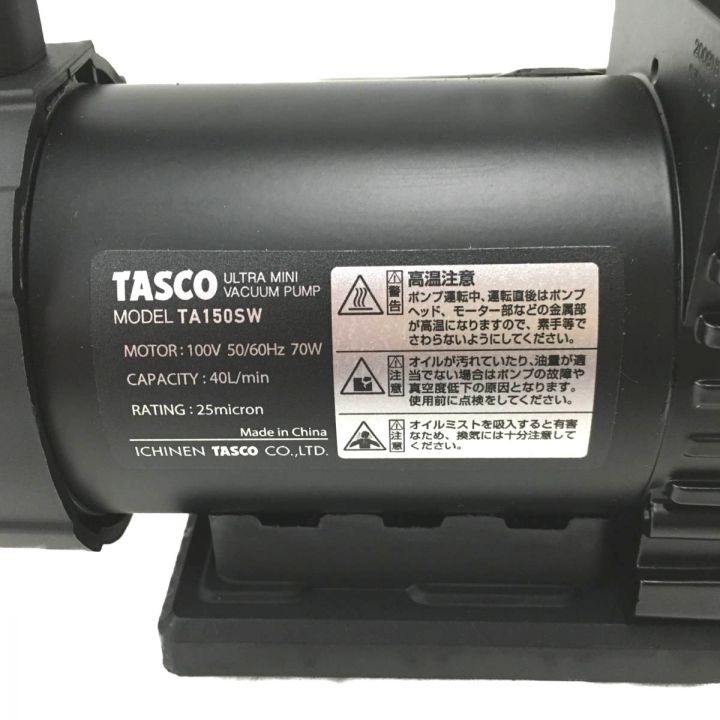 TASCO ULTRA MINI
VACUUM PUMP
MODEL TA150SW
MOTOR : 100V 50/60Hz 70W
CAPACITY : 40L/min
RATING : 25micron
Made in China
ICHINEN TASCO CO.,LTD.
警告
高温注意
ポンプ運転中、運転直後はポンプ
ヘッド、モーター部などの金属部
が高温になりますので、素手等で
さわらないようにしてください。
注意
オイルが汚れていたり、油量が適
当でない場合はポンプの故障や
真空度低下の原因となります。
使用前に点検をしてください。
注意
オイルミストを吸入すると有害
なため、換気には十分注意して
ください。